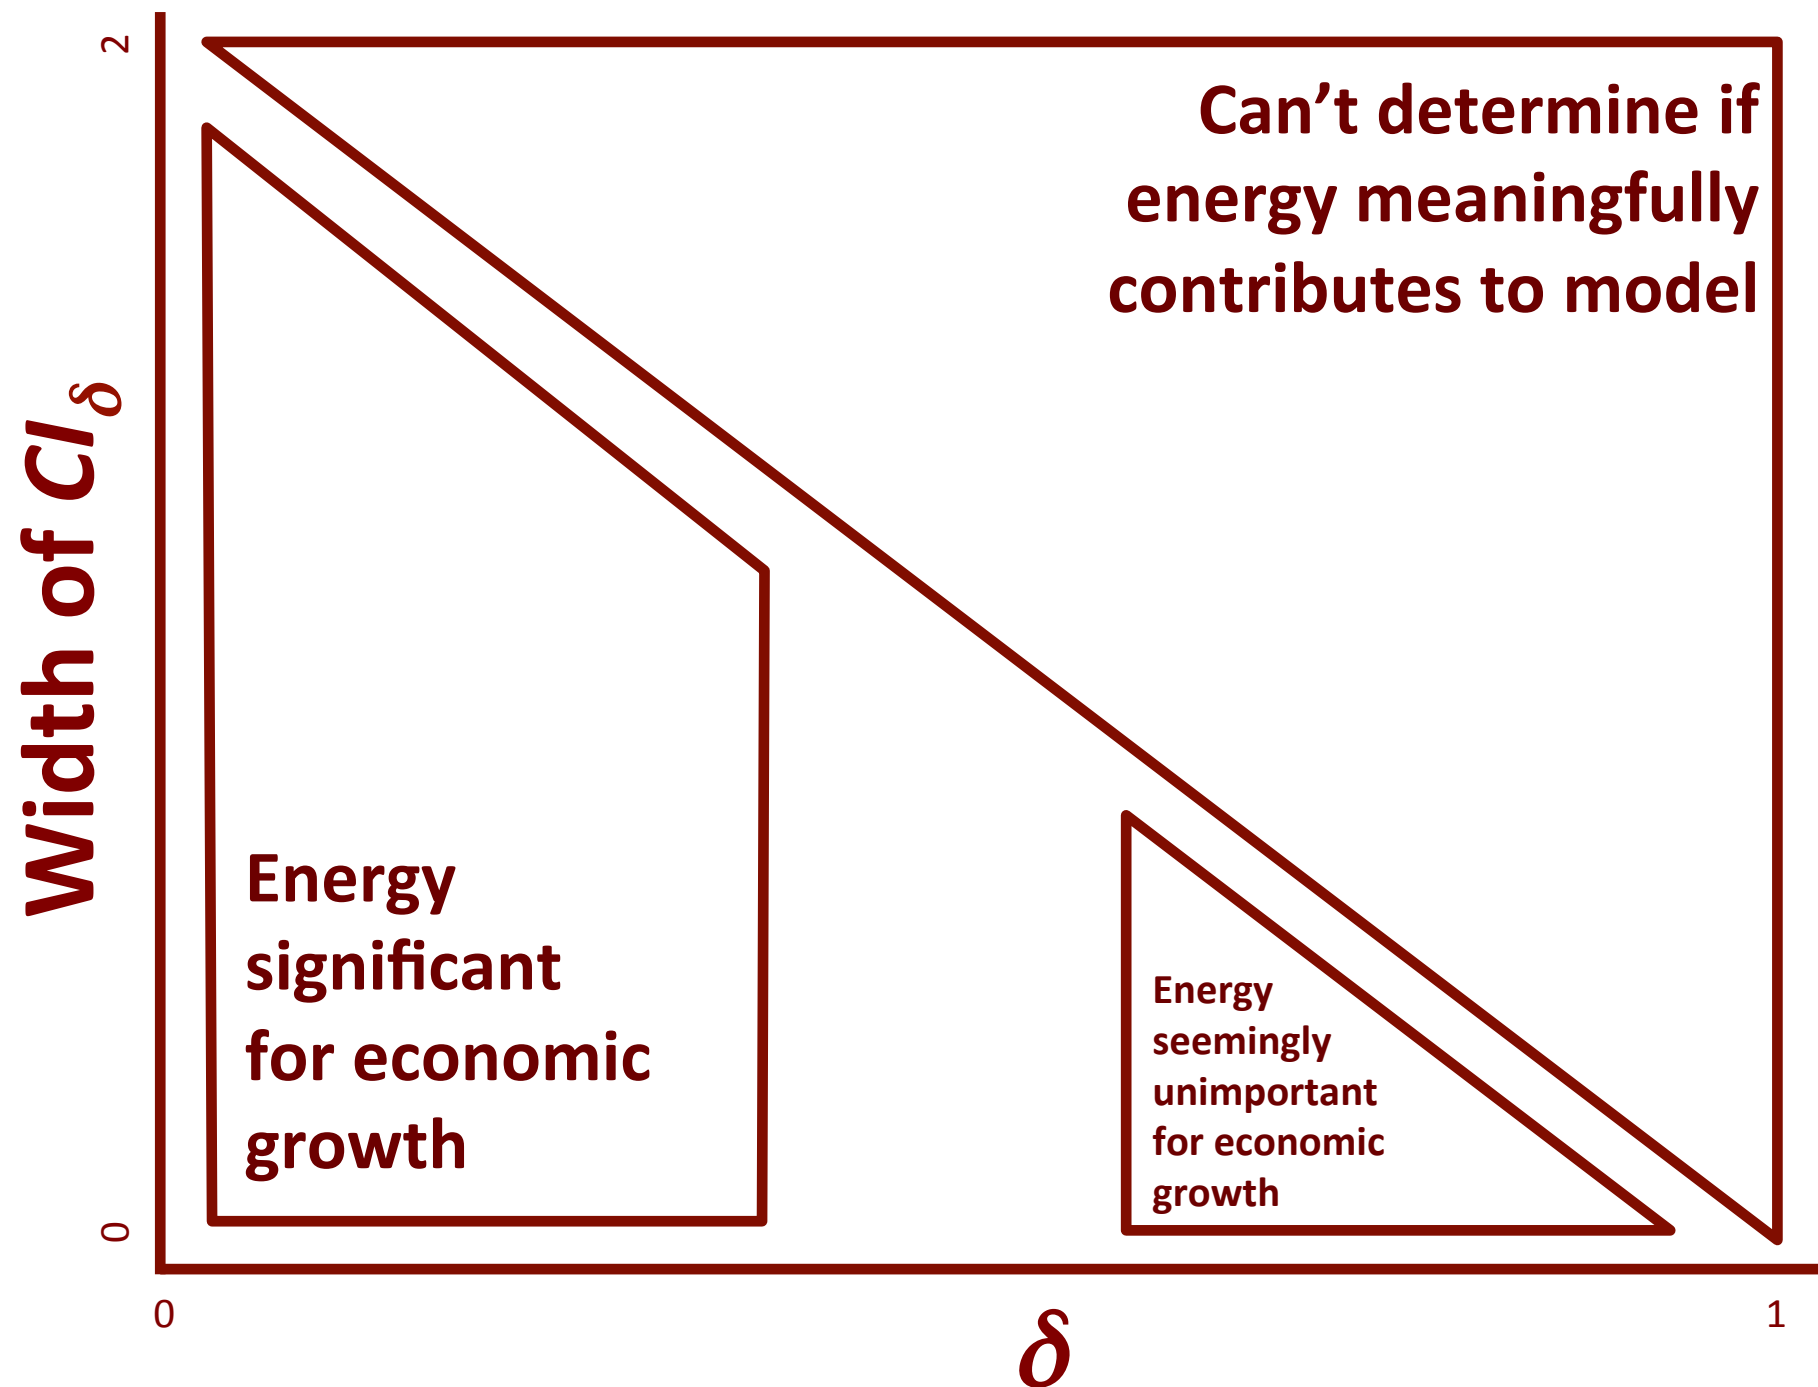 2
Can’t determine if
energy meaningfully
contributes to model
Width of CIδ
Energy
significant
for economic
growth
Energy
seemingly
unimportant
for economic
growth
0
0
1
δ